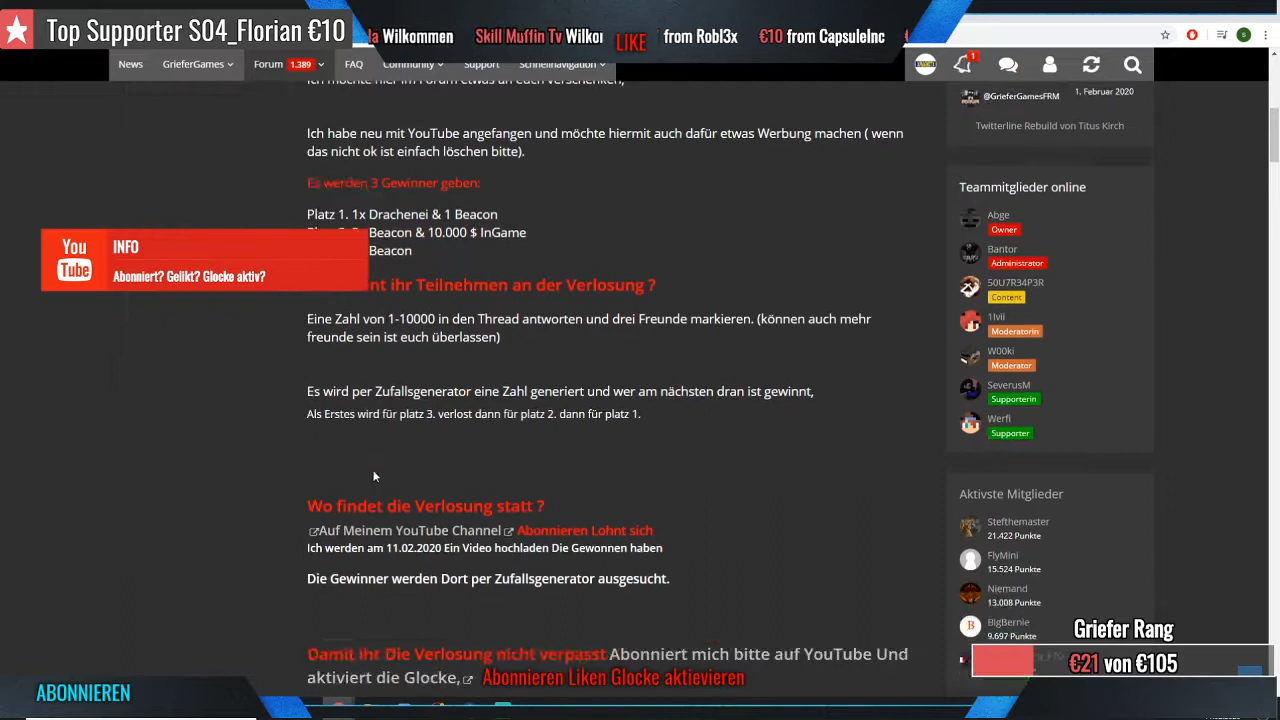 Top Supporter S04_Florian €10
Wilkommen
Skill Muffin Tv
LIKE
from Robl3x
€10 from CapsuleInc
News
GrieferGames
Forum 1.389
FAQ
Community
Support
Schnellnavigation
1
S
Ich habe neu mit YouTube angefangen und möchte hiermit auch dafür etwas Werbung machen ( wenn
das nicht ok ist einfach löschen bitte).
Es werden 3 Gewinner geben:
Platz 1. 1x Drachenei & 1 Beacon
Beacon & 10.000 $ InGame
Beacon
You
Tube
INFO
Abonniert? Gelikt? Glocke aktiv?
ihr Teilnehmen an der Verlosung ?
Eine Zahl von 1-10000 in den Thread antworten und drei Freunde markieren. (können auch mehr
freunde sein ist euch überlassen)
Es wird per Zufallsgenerator eine Zahl generiert und wer am nächsten dran ist gewinnt,
Als Erstes wird für platz 3. verlost dann für platz 2. dann für platz 1.
Wo findet die Verlosung statt ?
Auf Meinem YouTube Channel Abonnieren Lohnt sich
Ich werden am 11.02.2020 Ein Video hochladen Die Gewonnen haben
Die Gewinner werden Dort per Zufallsgenerator ausgesucht.
Damit ihr Die Verlosung nicht verpasst Abonniert mich bitte auf YouTube Und
aktiviert die Glocke,
Abonnieren Liken Glocke aktievieren
ABONNIEREN
@GrieferGamesFRM
1. Februar 2020
Twitterline Rebuild von Titus Kirch
Teammitglieder online
Abge
Owner
Bantor
Administrator
50U7R34P3R
Content
1lvii
Moderatorin
W00ki
Moderator
SeverusM
Supporterin
Werfi
Supporter
Aktivste Mitglieder
Stefthemaster
21.422 Punkte
FlyMini
15.524 Punkte
Niemand
13.008 Punkte
B
BigBernie
9.697 Punkte
Griefer Rang
€21 von €105